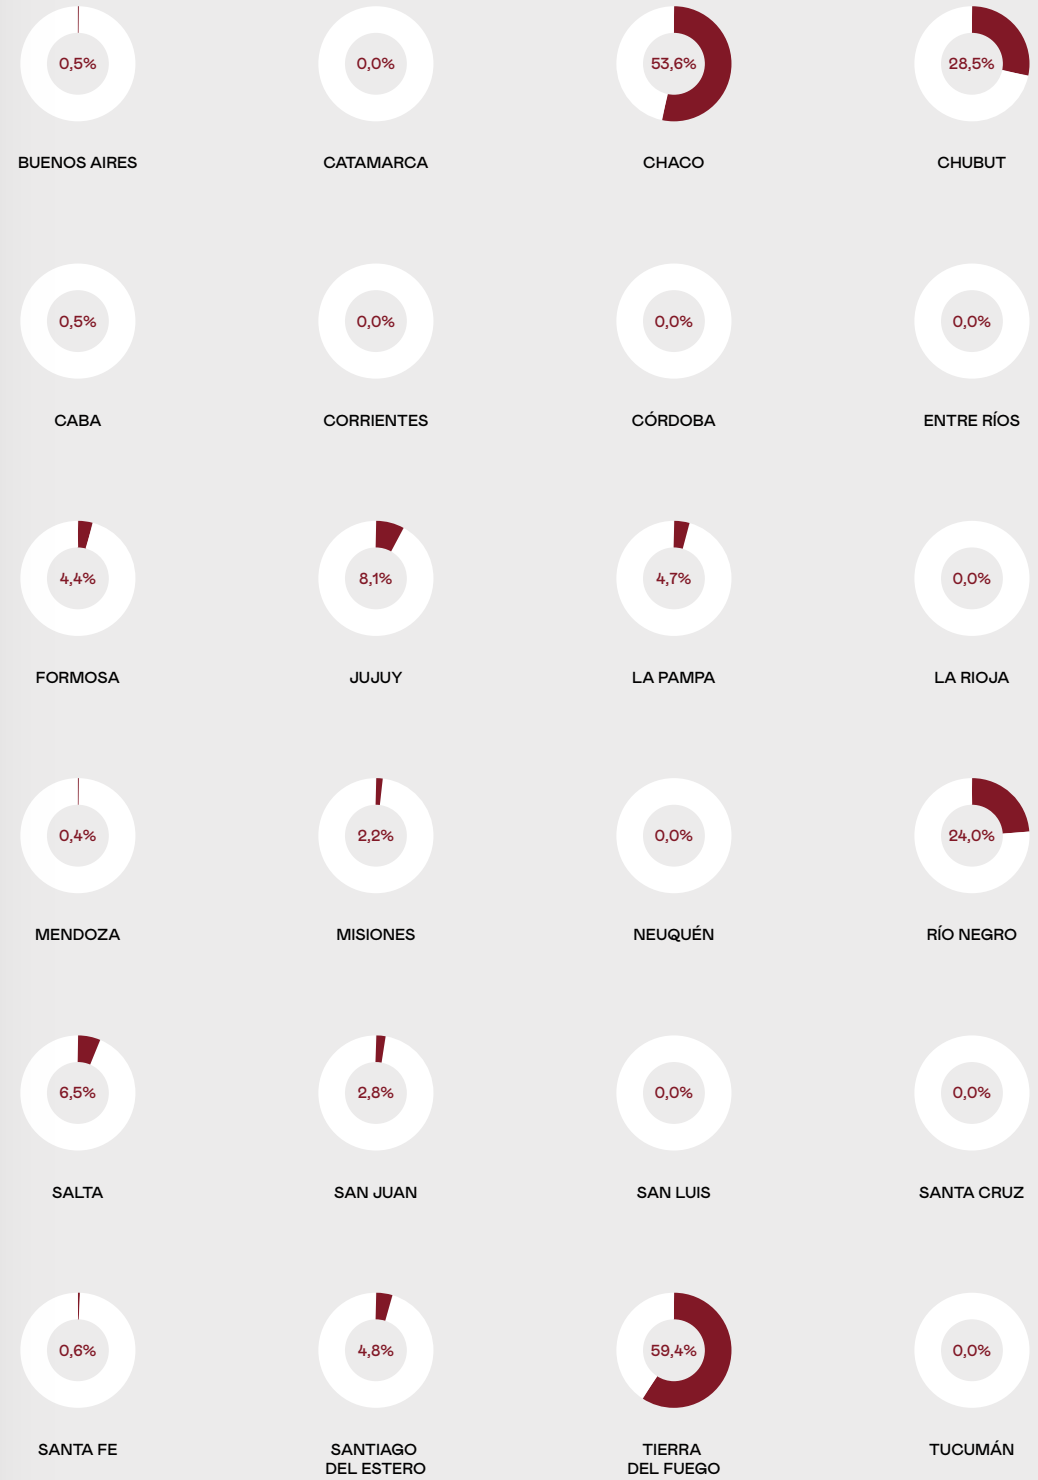 0,5%
BUENOS AIRES
0,0%
CATAMARCA
53,6%
CHACO
28,5%
CHUBUT
0,5%
CABA
0,0%
CORRIENTES
0,0%
CÓRDOBA
0,0%
ENTRE RÍOS
4,4%
FORMOSA
8,1%
JUJUY
4,7%
LA PAMPA
0,0%
LA RIOJA
0,4%
MENDOZA
2,2%
MISIONES
0,0%
NEUQUÉN
24,0%
RÍO NEGRO
6,5%
SALTA
2,8%
SAN JUAN
0,0%
SAN LUIS
0,0%
SANTA CRUZ
0,6%
SANTA FE
4,8%
SANTIAGO
DEL ESTERO
59,4%
TIERRA
DEL FUEGO
0,0%
TUCUMÁN